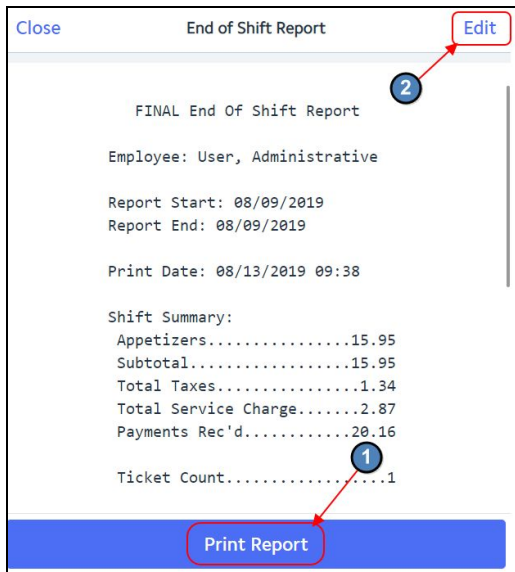 Close End of Shift Report Edit
2
FINAL End Of Shift Report
Employee: User, Administrative
Report Start: 08/09/2019
Report End: 08/09/2019
Print Date: 08/13/2019 09:38
Shift Summary:
Appetizers................15.95
Subtotal..................15.95
Total Taxes................1.34
Total Service Charge.......2.87
Payments Rec'd............20.16
1
Ticket Count..................1
Print Report